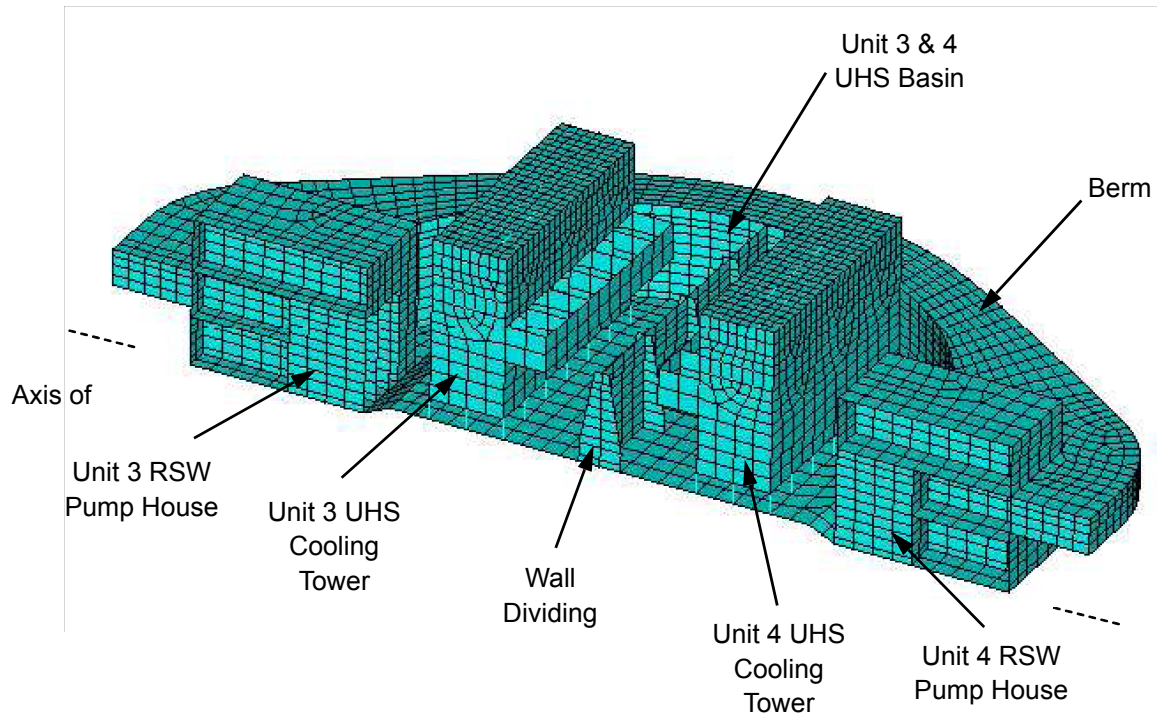 Unit 3 & 4
UHS Basin
Berm
Axis of
Unit 3 RSW
Pump House
Unit 3 UHS
Cooling
Tower
Wall
Dividing
Unit 4 UHS
Cooling
Tower
Unit 4 RSW
Pump House